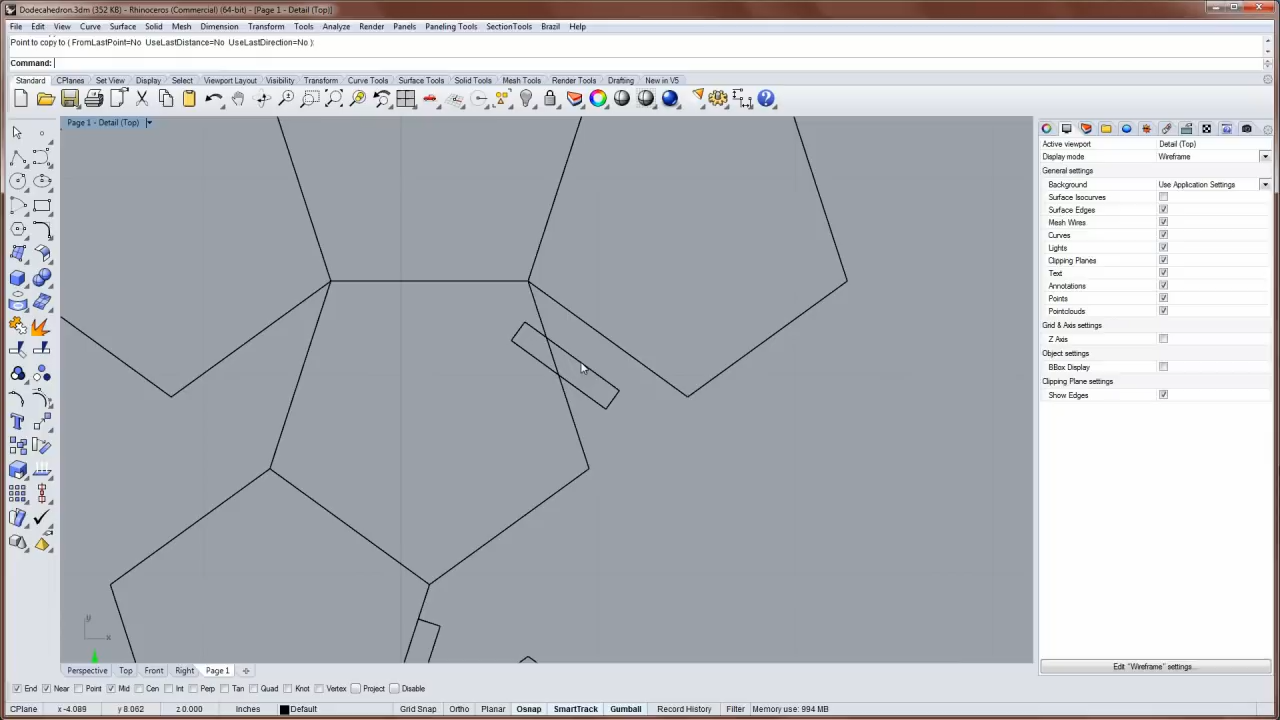 Dodecahedron.3dm (352 KB) - Rhinoceros (Commercial) (64-bit) - [Page 1 - Detail (Top)]
File Edit View Curve Surface Solid Mesh Dimension Transform Tools Analyze Render Panels Paneling Tools SectionTools Brazil Help
Point to copy to ( FromLastPoint=No UseLastDistance=No UseLastDirection=No ):
Command:
Standard CPlanes Set View Display Select Viewport Layout Visibility Transform Curve Tools Surface Tools Solid Tools Mesh Tools Render Tools Drafting New in V5
Page 1 - Detail (Top)
Active viewport Detail (Top)
Display mode Wireframe
General settings
Background Use Application Settings
Surface Isocurves
Surface Edges
Mesh Wires
Curves
Lights
Clipping Planes
Text
Annotations
Points
Pointclouds
Grid & Axis settings
Z Axis
Object settings
BBox Display
Clipping Plane settings
Show Edges
y
x
Edit "Wireframe" settings...
Perspective Top Front Right Page 1
End Near Point Mid Cen Int Perp Tan Quad Knot Vertex Project Disable
CPlane x -4.089 y 8.062 z 0.000 Inches Default Grid Snap Ortho Planar Osnap SmartTrack Gumball Record History Filter Memory use: 994 MB